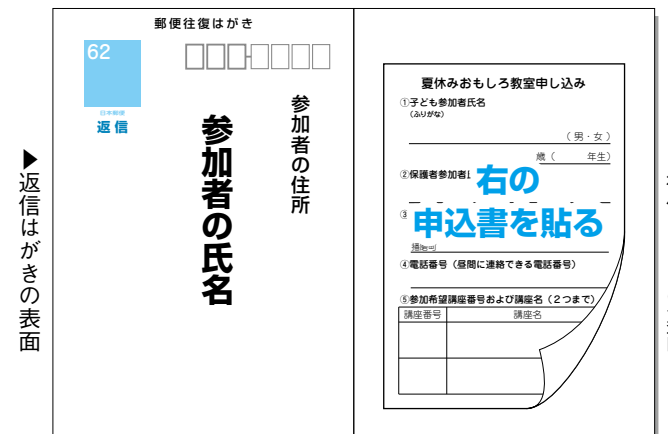 郵便往復はがき
62
日本郵便
返信
参加者の住所
参加者の氏名
▶返信はがきの表面
夏休みおもしろ教室申し込み
①子ども参加者氏名
(ふりがな)
(男・女)
歳( 年生)
②保護者参加者
右の
申込書を貼る
③
④電話番号(昼間に連絡できる電話番号)
⑤参加希望講座番号および講座名(2つまで)
講座番号 講座名